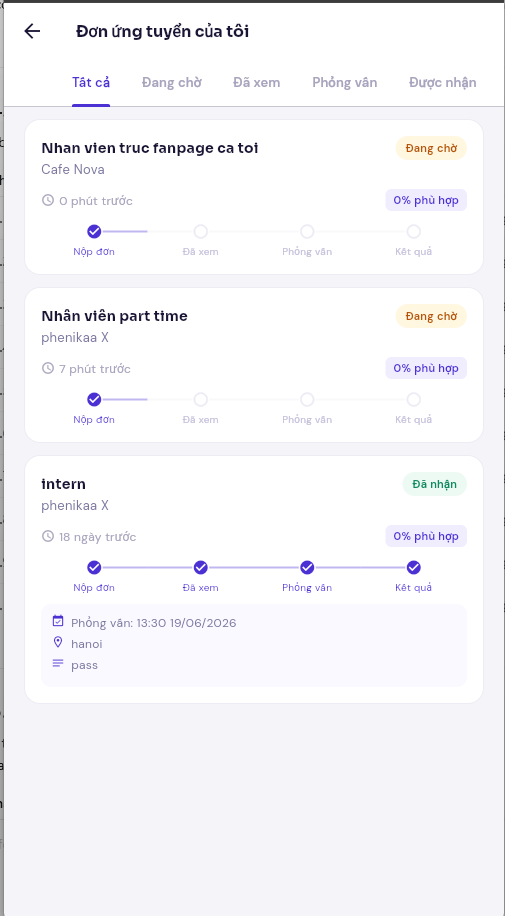 Đơn ứng tuyển của tôi
Tất cả Đang chờ Đã xem Phỏng vấn Được nhận
Nhan vien truc fanpage ca toi Đang chờ
Cafe Nova
0 phút trước 0% phù hợp
Nộp đơn Đã xem Phỏng vấn Kết quả
Nhân viên part time Đang chờ
phenikaa X
7 phút trước 0% phù hợp
Nộp đơn Đã xem Phỏng vấn Kết quả
intern Đã nhận
phenikaa X
18 ngày trước 0% phù hợp
Nộp đơn Đã xem Phỏng vấn Kết quả
Phỏng vấn: 13:30 19/06/2026
hanoi
pass